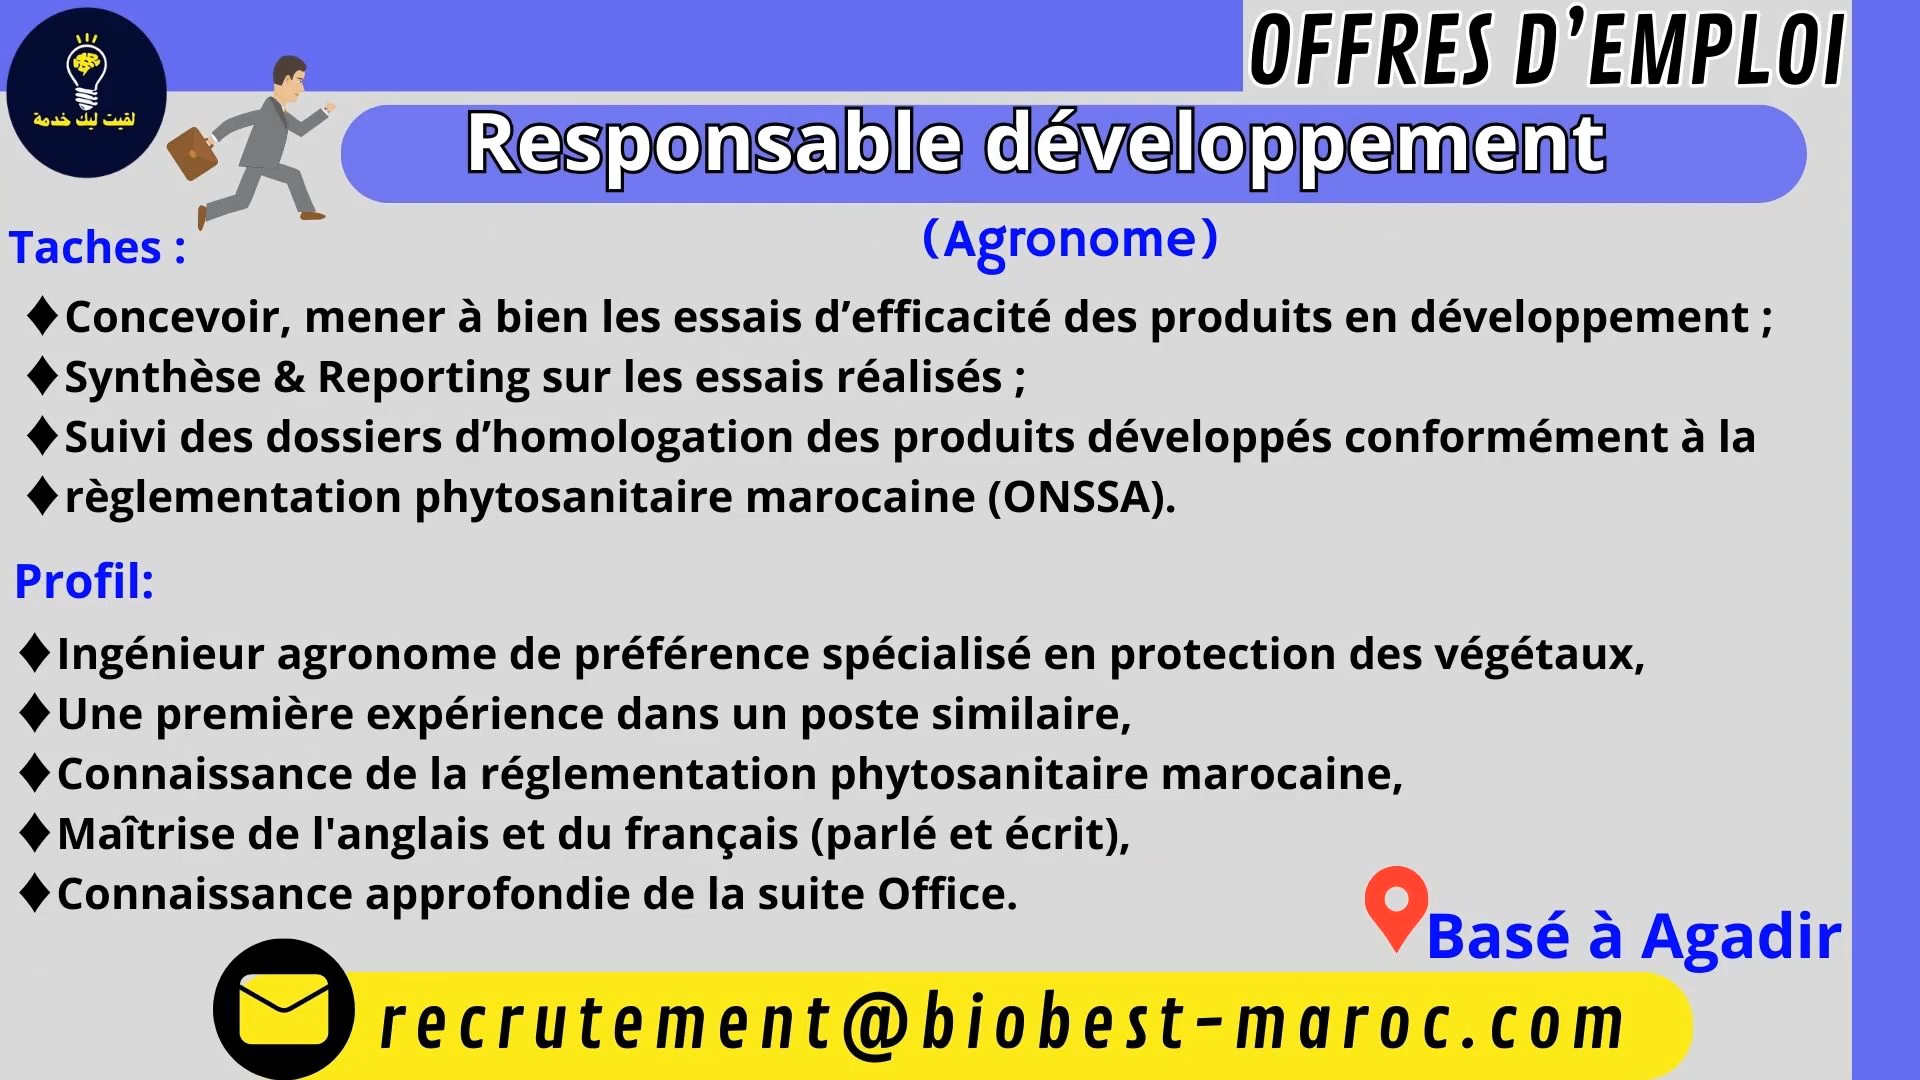 OFFRES D’EMPLOI
لقيت ليك خدمة
Responsable développement
(Agronome)
Taches :
♦Concevoir, mener à bien les essais d’efficacité des produits en développement ;
♦Synthèse & Reporting sur les essais réalisés ;
♦Suivi des dossiers d’homologation des produits développés conformément à la
♦règlementation phytosanitaire marocaine (ONSSA).
Profil:
♦Ingénieur agronome de préférence spécialisé en protection des végétaux,
♦Une première expérience dans un poste similaire,
♦Connaissance de la réglementation phytosanitaire marocaine,
♦Maîtrise de l'anglais et du français (parlé et écrit),
♦Connaissance approfondie de la suite Office.
Basé à Agadir
recrutement@biobest-maroc.com